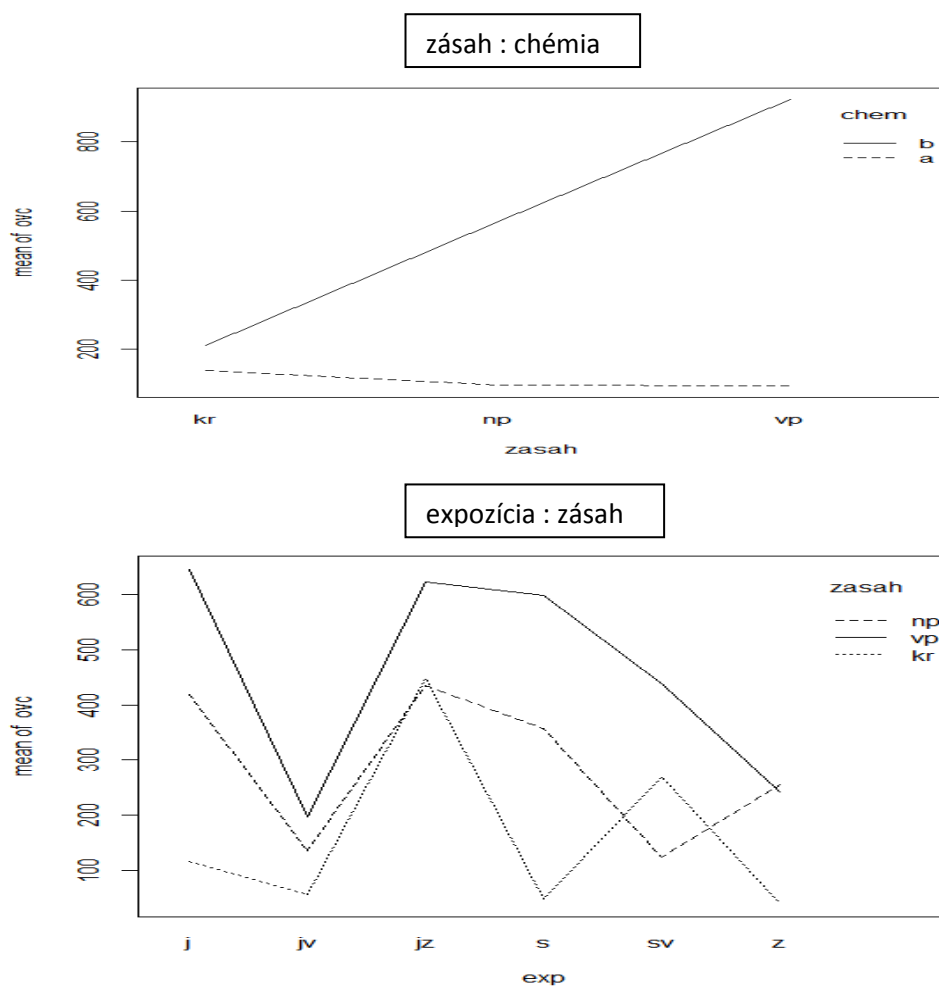 zásah : chémia
chem
b
a
800
600
400
200
mean of ovc
kr np vp
zasah
expozícia : zásah
zasah
np
vp
kr
600
500
400
300
200
100
mean of ovc
j jv jz s sv z
exp